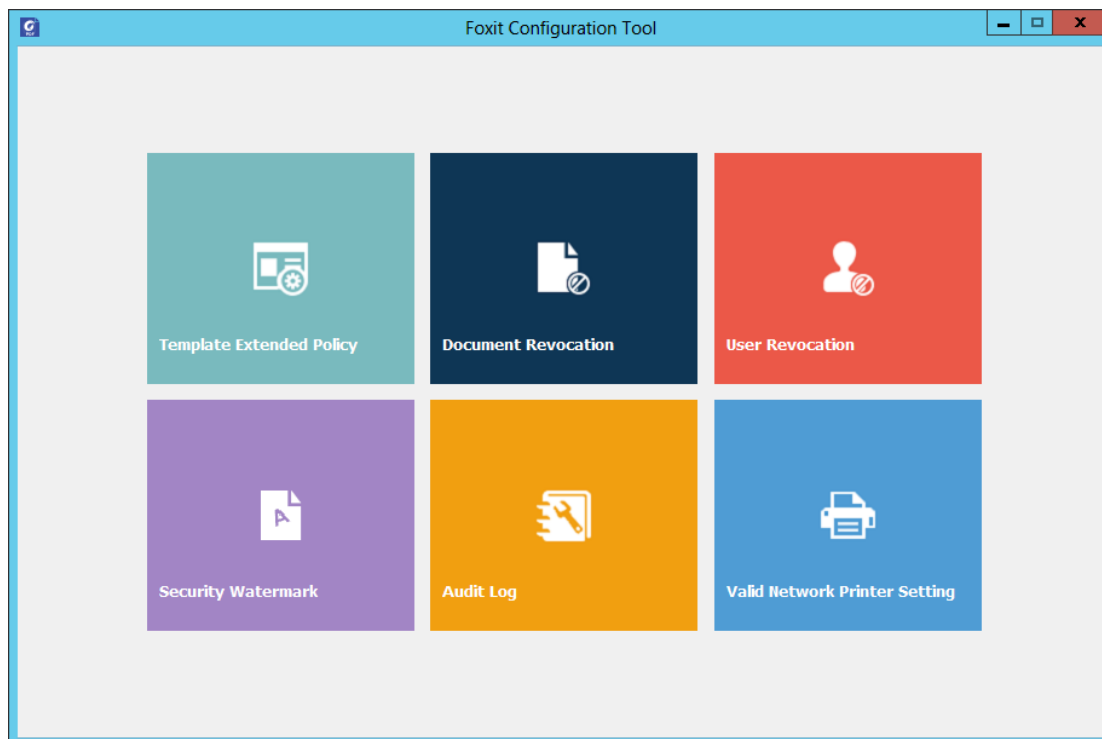 Foxit Configuration Tool
Template Extended Policy
Document Revocation
User Revocation
Security Watermark
Audit Log
Valid Network Printer Setting